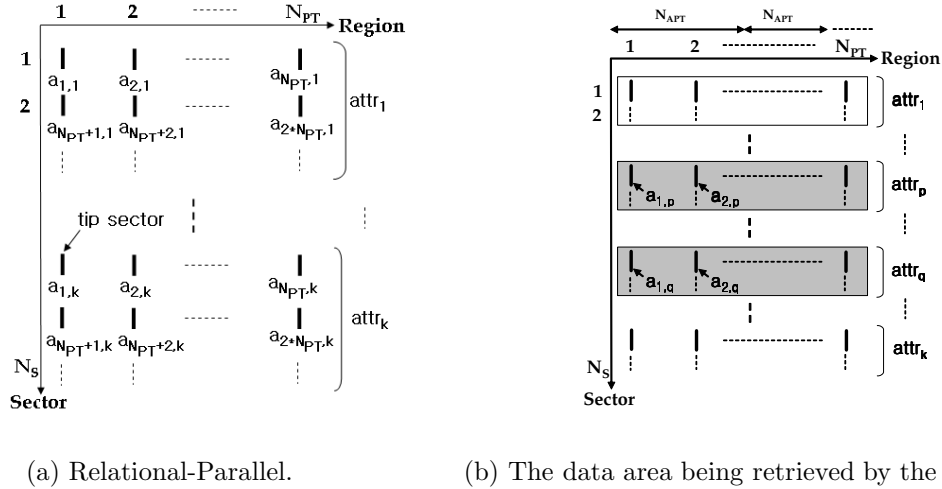 1 2 N_PT
Region
1
a_1,1 a_2,1 a_N_PT,1
attr_1
2
a_N_PT+1,1 a_N_PT+2,1 a_2*N_PT,1
tip sector
a_1,k a_2,k a_N_PT,k
attr_k
a_N_PT+1,k a_N_PT+2,k a_2*N_PT,k
N_S
Sector
(a) Relational-Parallel.
N_APT N_APT
1 2 N_PT
Region
1
attr_1
2
attr_p
a_1,p a_2,p
attr_q
a_1,q a_2,q
attr_k
N_S
Sector
(b) The data area being retrieved by the